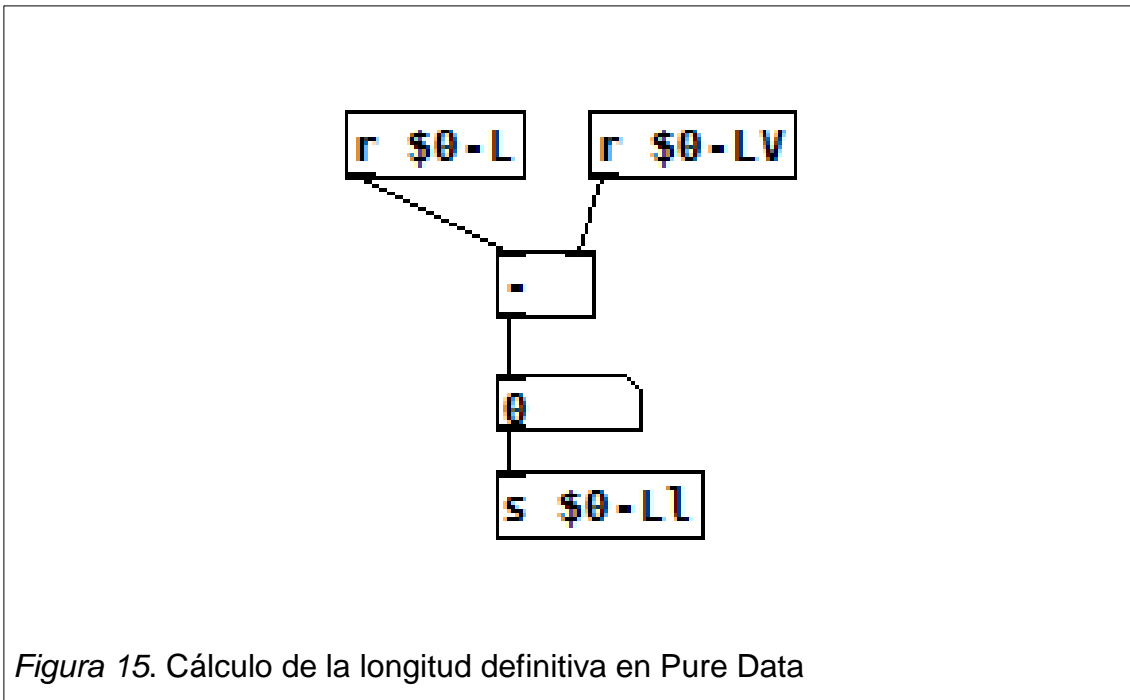 r $0-L
r $0-LV
-
0
s $0-Ll
Figura 15. Cálculo de la longitud definitiva en Pure Data